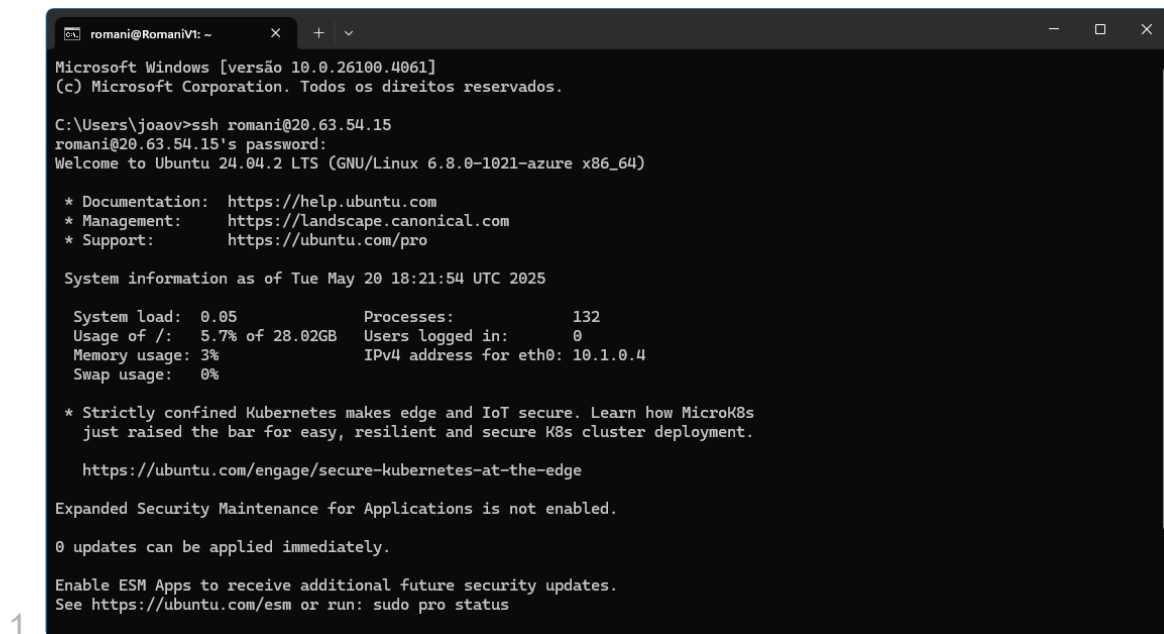 romani@RomaniV1: ~
Microsoft Windows [versão 10.0.26100.4061]
(c) Microsoft Corporation. Todos os direitos reservados.
C:\Users\joaov>ssh romani@20.63.54.15
romani@20.63.54.15's password:
Welcome to Ubuntu 24.04.2 LTS (GNU/Linux 6.8.0-1021-azure x86_64)
* Documentation:  https://help.ubuntu.com
* Management:     https://landscape.canonical.com
* Support:        https://ubuntu.com/pro
System information as of Tue May 20 18:21:54 UTC 2025
System load:  0.05               Processes:             132
Usage of /:   5.7% of 28.02GB   Users logged in:       0
Memory usage: 3%                IPv4 address for eth0: 10.1.0.4
Swap usage:   0%
* Strictly confined Kubernetes makes edge and IoT secure. Learn how MicroK8s
just raised the bar for easy, resilient and secure K8s cluster deployment.
https://ubuntu.com/engage/secure-kubernetes-at-the-edge
Expanded Security Maintenance for Applications is not enabled.
0 updates can be applied immediately.
Enable ESM Apps to receive additional future security updates.
See https://ubuntu.com/esm or run: sudo pro status
1